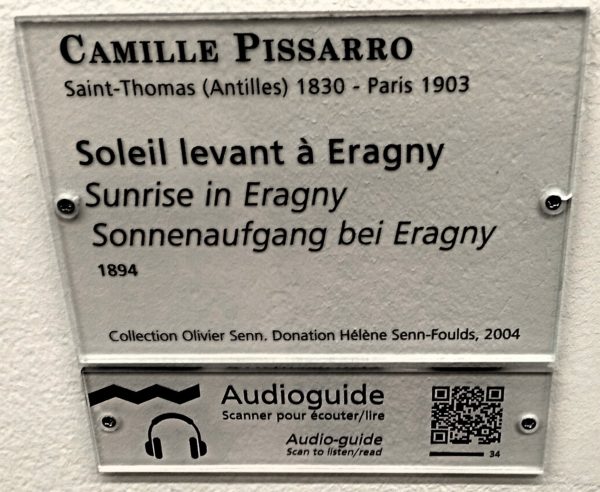 CAMILLE PISSARRO
Saint-Thomas (Antilles) 1830 - Paris 1903
Soleil levant à Eragny
Sunrise in Eragny
Sonnenaufgang bei Eragny
1894
Collection Olivier Senn. Donation Hélène Senn-Foulds, 2004
Audioguide
Scanner pour écouter/lire
Audio-guide
Scan to listen/read
34